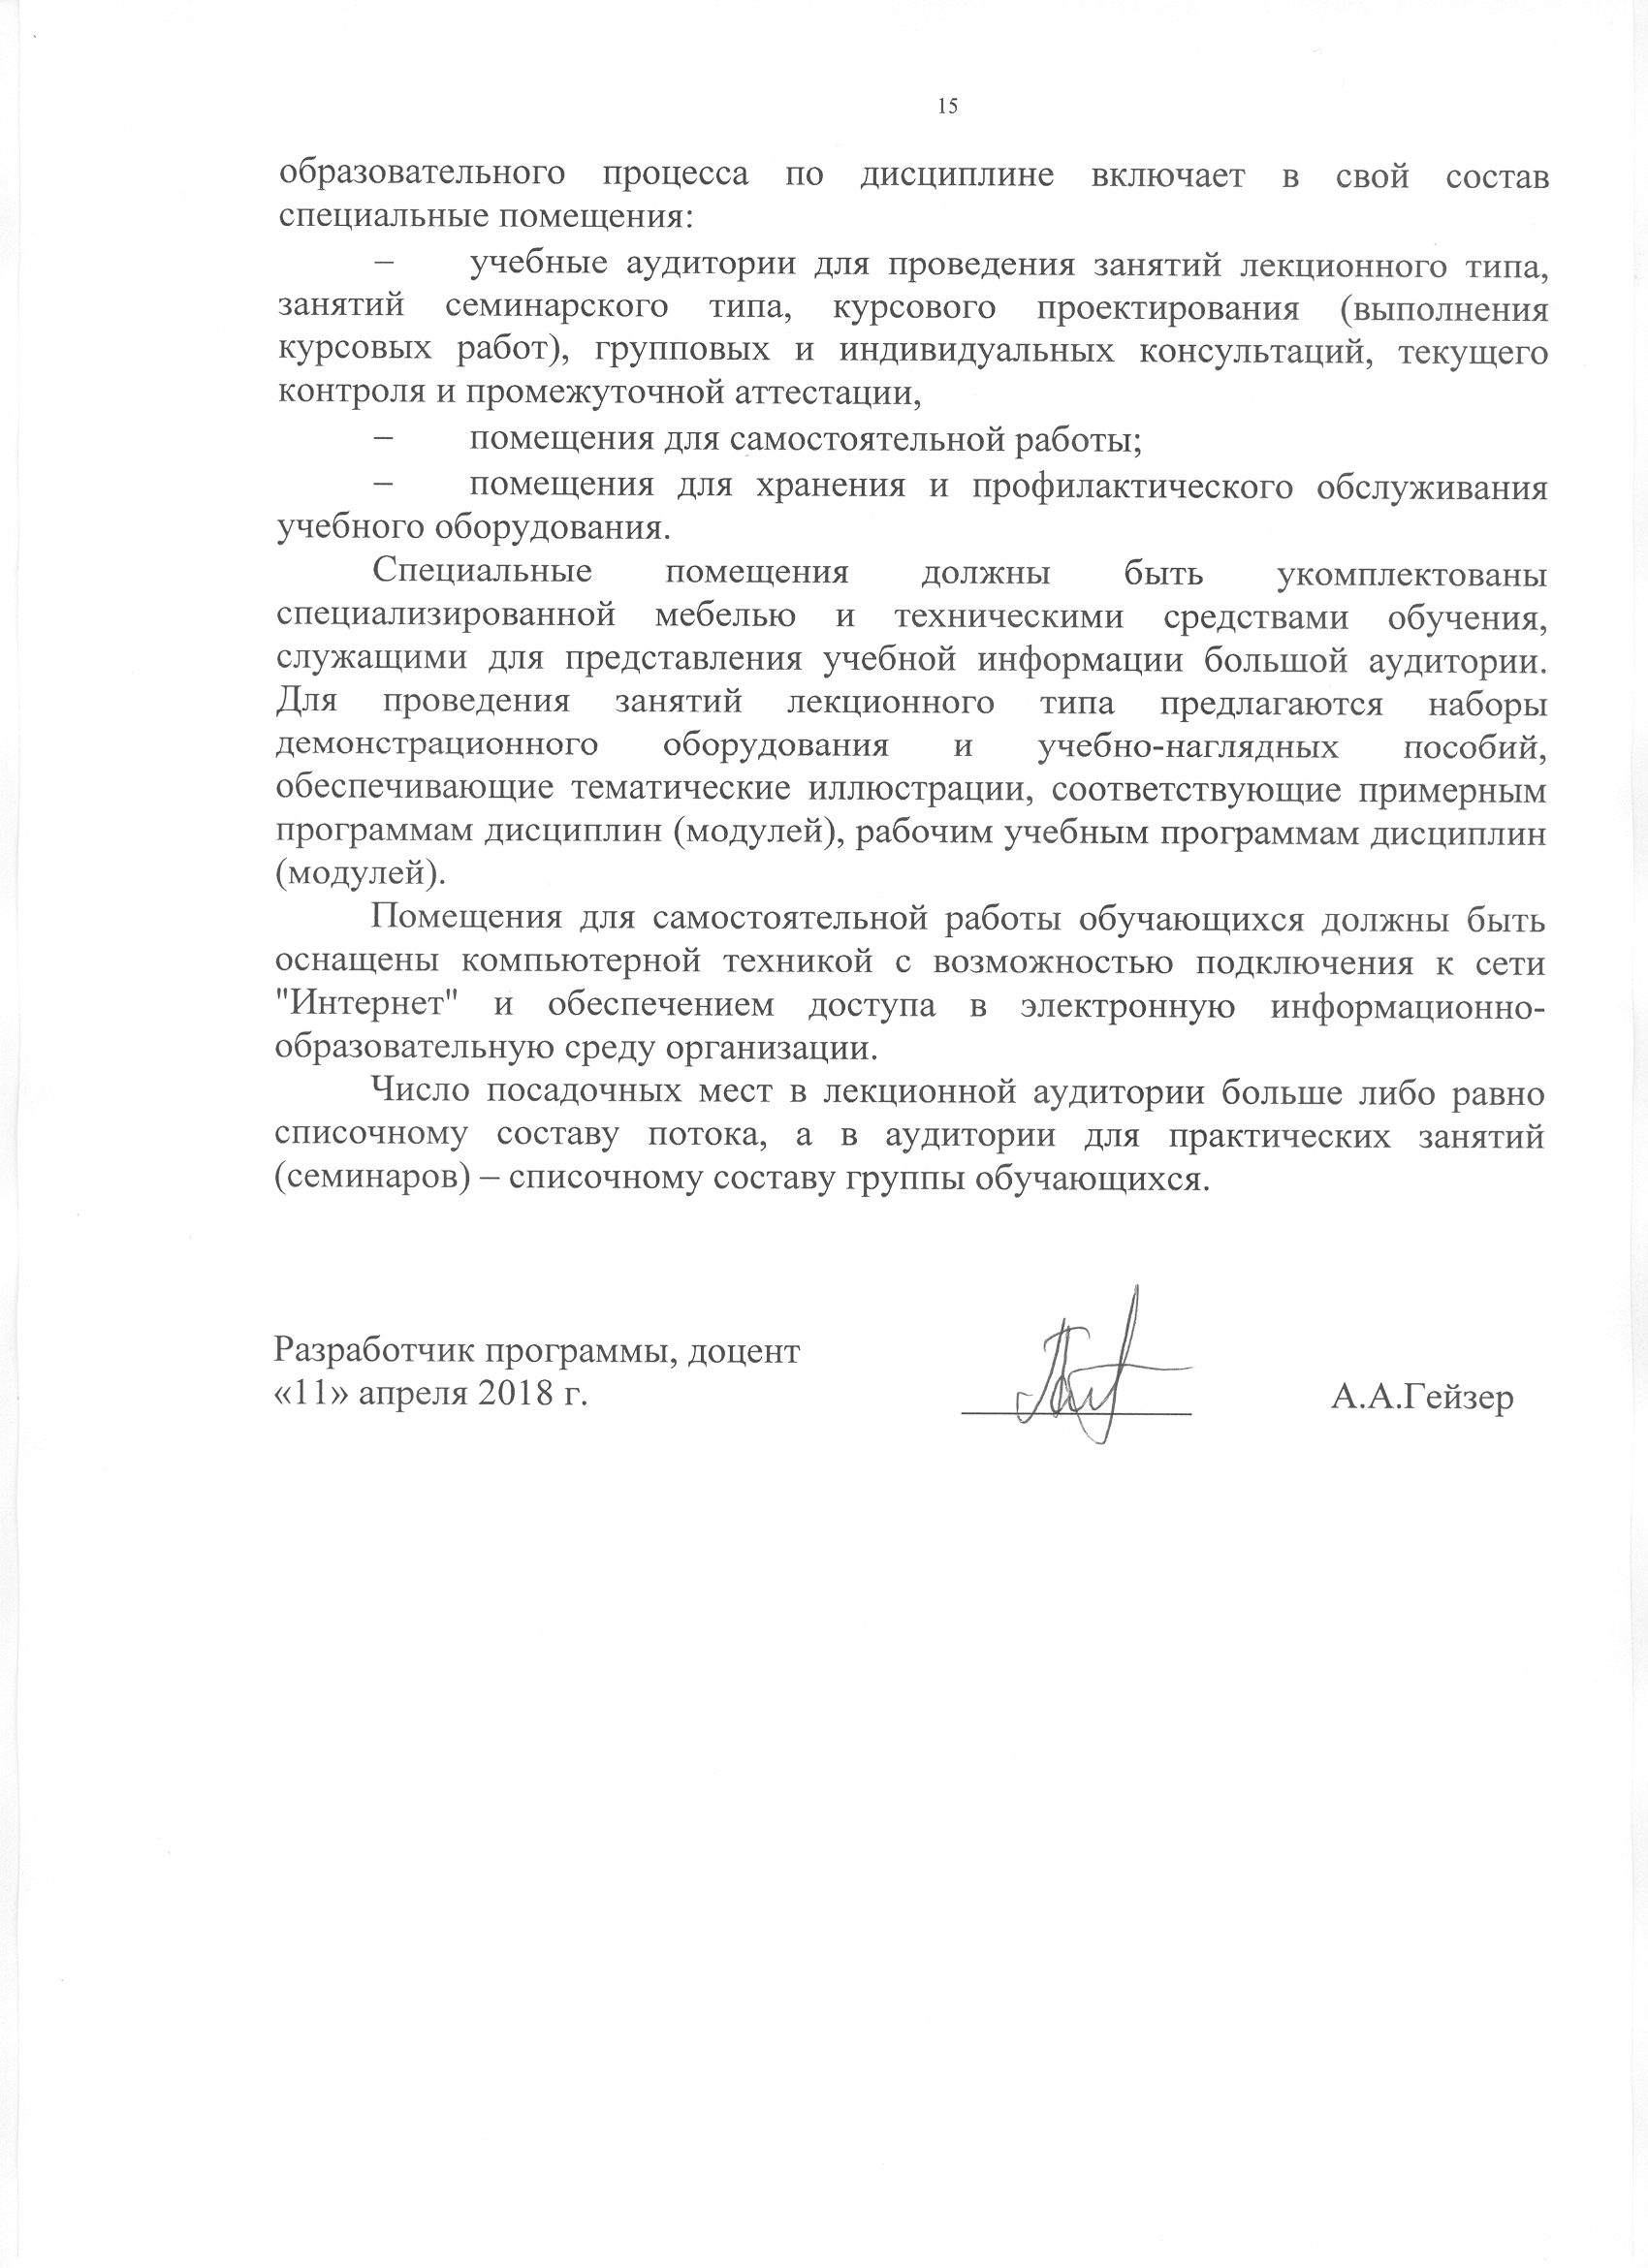 15
образовательного процесса по дисциплине включает в свой состав
специальные помещения:
– учебные аудитории для проведения занятий лекционного типа,
занятий семинарского типа, курсового проектирования (выполнения
курсовых работ), групповых и индивидуальных консультаций, текущего
контроля и промежуточной аттестации,
– помещения для самостоятельной работы;
– помещения для хранения и профилактического обслуживания
учебного оборудования.
Специальные помещения должны быть укомплектованы
специализированной мебелью и техническими средствами обучения,
служащими для представления учебной информации большой аудитории.
Для проведения занятий лекционного типа предлагаются наборы
демонстрационного оборудования и учебно-наглядных пособий,
обеспечивающие тематические иллюстрации, соответствующие примерным
программам дисциплин (модулей), рабочим учебным программам дисциплин
(модулей).
Помещения для самостоятельной работы обучающихся должны быть
оснащены компьютерной техникой с возможностью подключения к сети
"Интернет" и обеспечением доступа в электронную информационно-
образовательную среду организации.
Число посадочных мест в лекционной аудитории больше либо равно
списочному составу потока, а в аудитории для практических занятий
(семинаров) – списочному составу группы обучающихся.
Разработчик программы, доцент
«11» апреля 2018 г. А.А.Гейзер